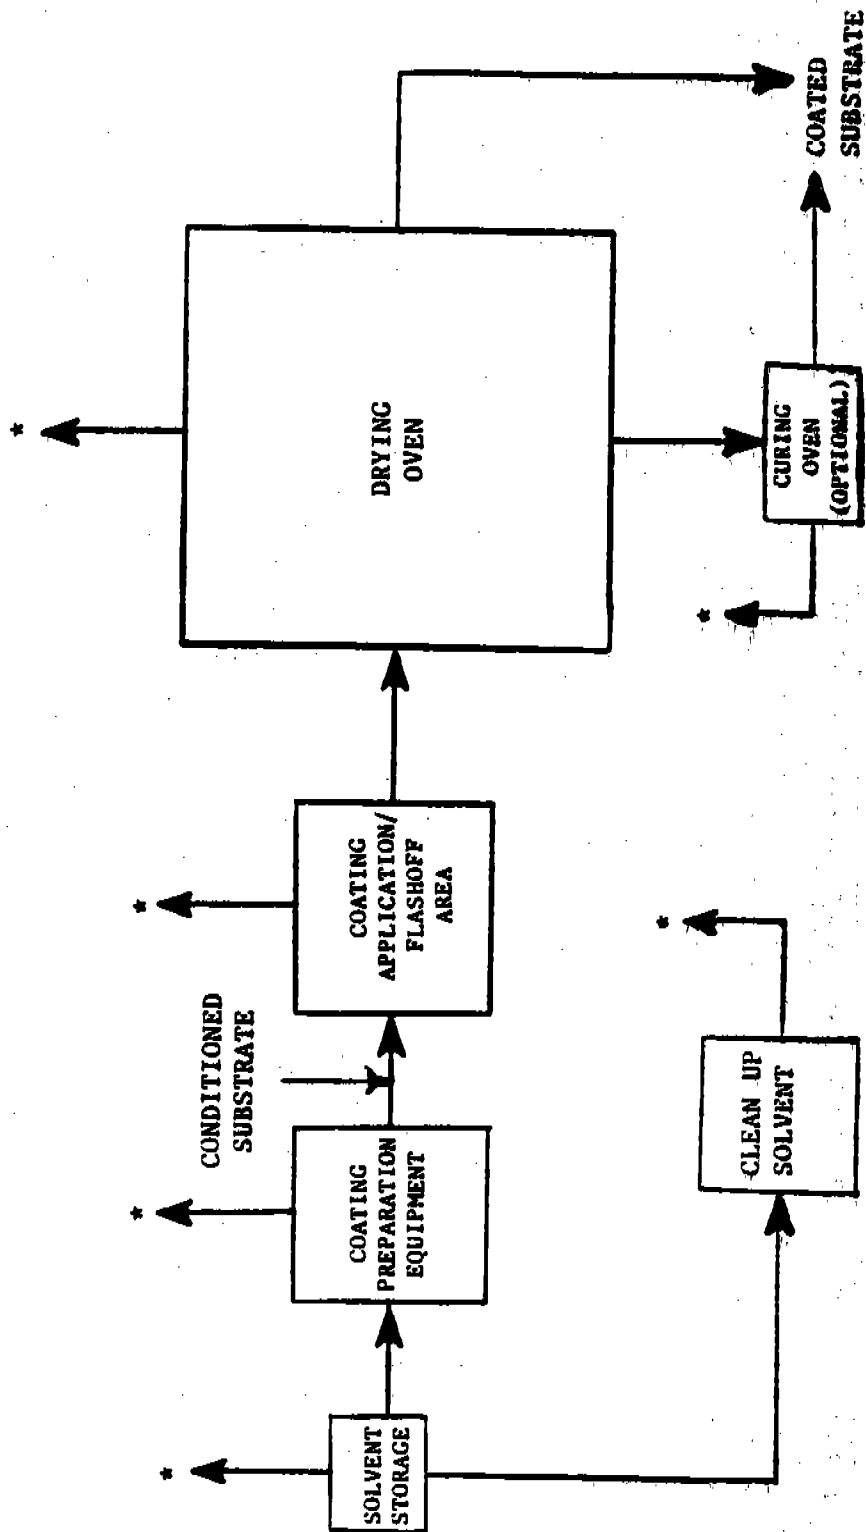 *
SOLVENT
STORAGE
*
COATING
PREPARATION
EQUIPMENT
CONDITIONED
SUBSTRATE
*
COATING
APPLICATION/
FLASHOFF
AREA
*
DRYING
OVEN
*
CLEAN UP
SOLVENT
*
CURING
OVEN
(OPTIONAL)
COATED
SUBSTRATE
*